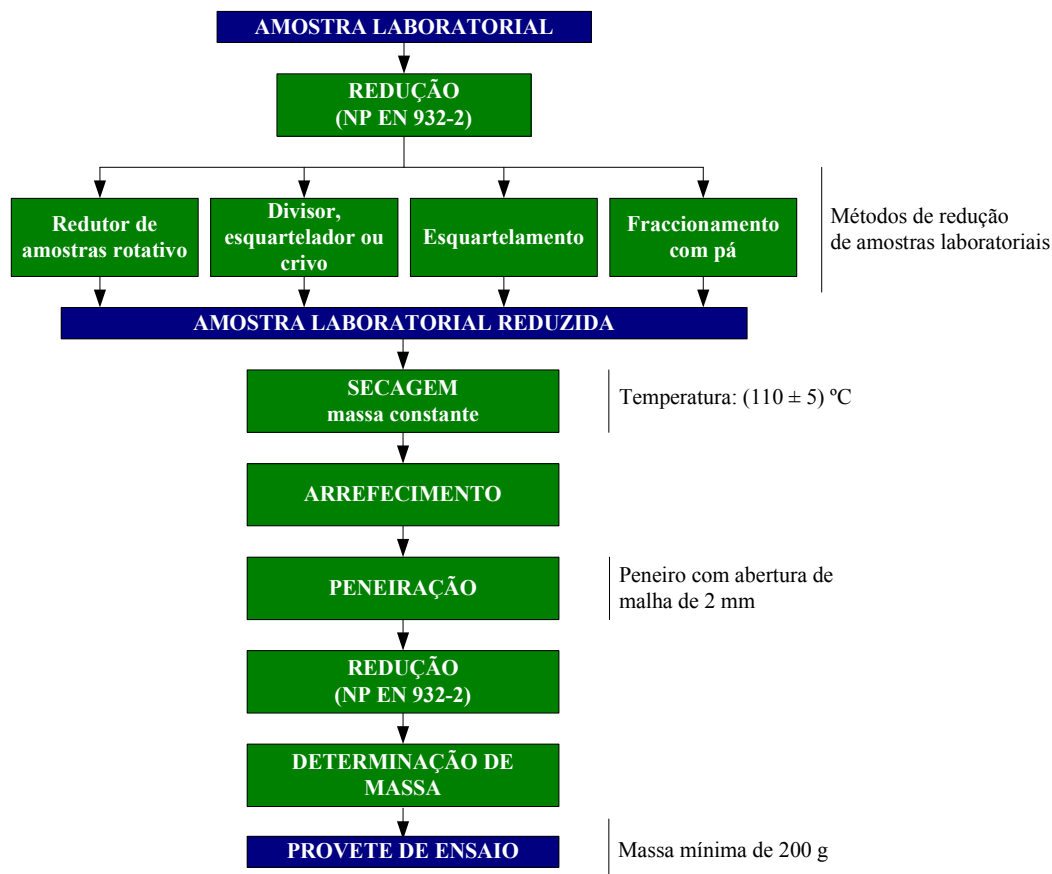 AMOSTRA LABORATORIAL
REDUÇÃO
(NP EN 932-2)
Redutor de
amostras rotativo
Divisor,
esquartelador ou
crivo
Esquartelamento
Fraccionamento
com pá
Métodos de redução
de amostras laboratoriais
AMOSTRA LABORATORIAL REDUZIDA
SECAGEM
massa constante
Temperatura: (110 ± 5) ºC
ARREFECIMENTO
PENEIRAÇÃO
Peneiro com abertura de
malha de 2 mm
REDUÇÃO
(NP EN 932-2)
DETERMINAÇÃO DE
MASSA
PROVETE DE ENSAIO
Massa mínima de 200 g